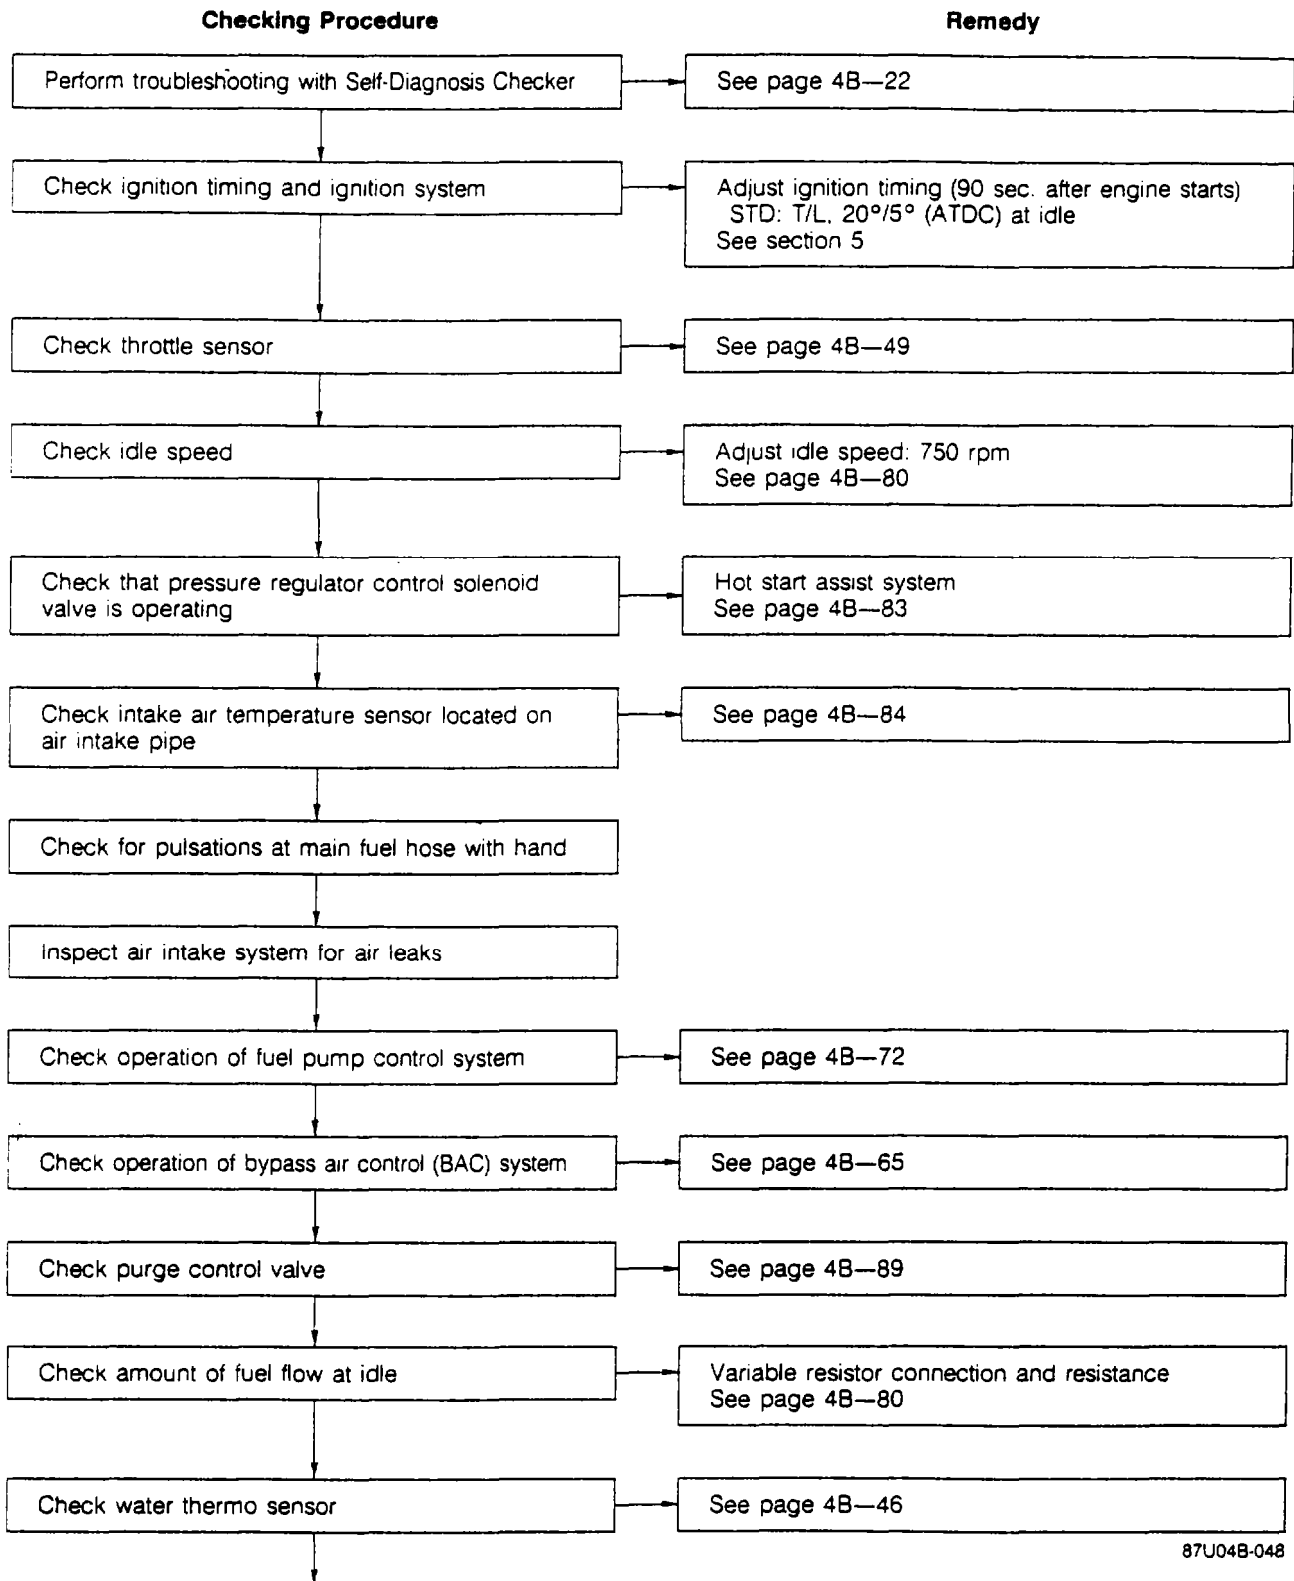 Checking Procedure
Remedy
Perform troubleshooting with Self-Diagnosis Checker
See page 4B—22
Check ignition timing and ignition system
Adjust ignition timing (90 sec. after engine starts)
STD: T/L, 20°/5° (ATDC) at idle
See section 5
Check throttle sensor
See page 4B—49
Check idle speed
Adjust idle speed: 750 rpm
See page 4B—80
Check that pressure regulator control solenoid
valve is operating
Hot start assist system
See page 4B—83
Check intake air temperature sensor located on
air intake pipe
See page 4B—84
Check for pulsations at main fuel hose with hand
Inspect air intake system for air leaks
Check operation of fuel pump control system
See page 4B—72
Check operation of bypass air control (BAC) system
See page 4B—65
Check purge control valve
See page 4B—89
Check amount of fuel flow at idle
Variable resistor connection and resistance
See page 4B—80
Check water thermo sensor
See page 4B—46
87U04B-048